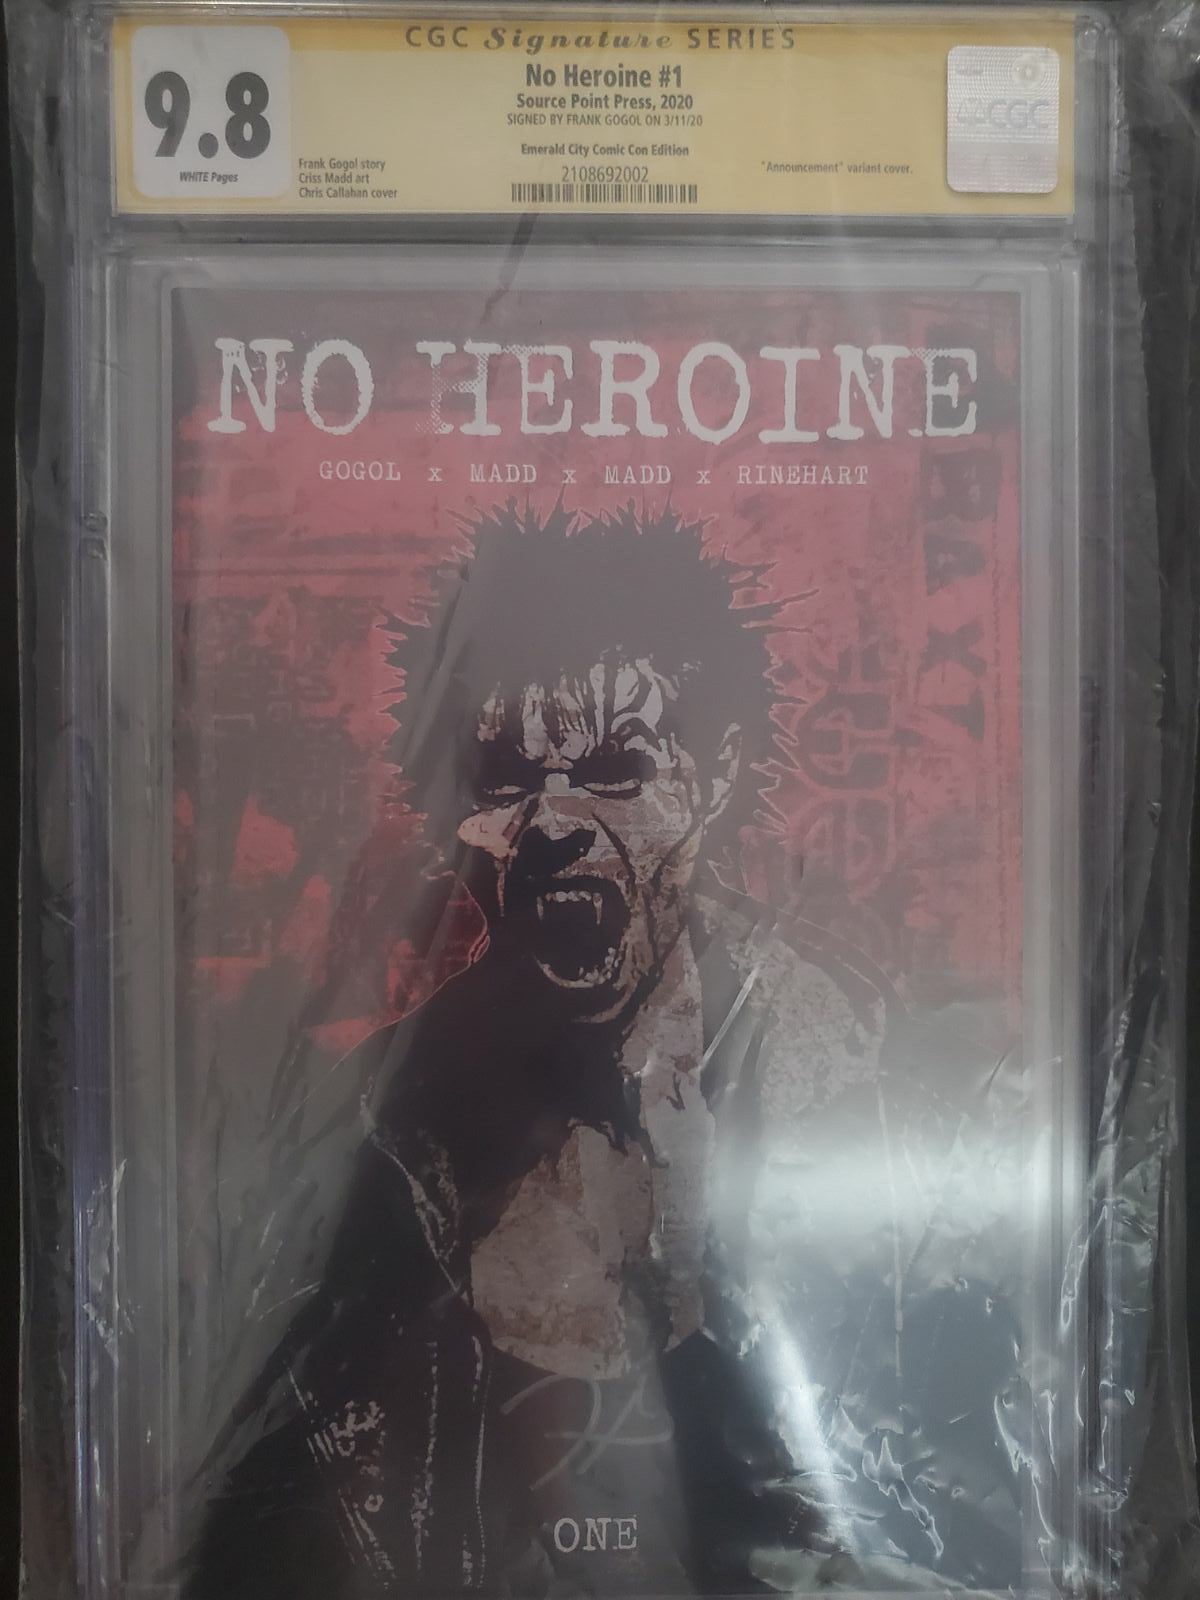 CGC Signature SERIES
9.8
WHITE Pages
No Heroine #1
Source Point Press, 2020
SIGNED BY FRANK GOGOL ON 3/11/20
Emerald City Comic Con Edition
2108692002
Frank Gogol story
Criss Madd art
Chris Callahan cover
"Announcement" variant cover.
CGC
NO HEROINE
GOGOL x MADD x MADD x RINEHART
ONE